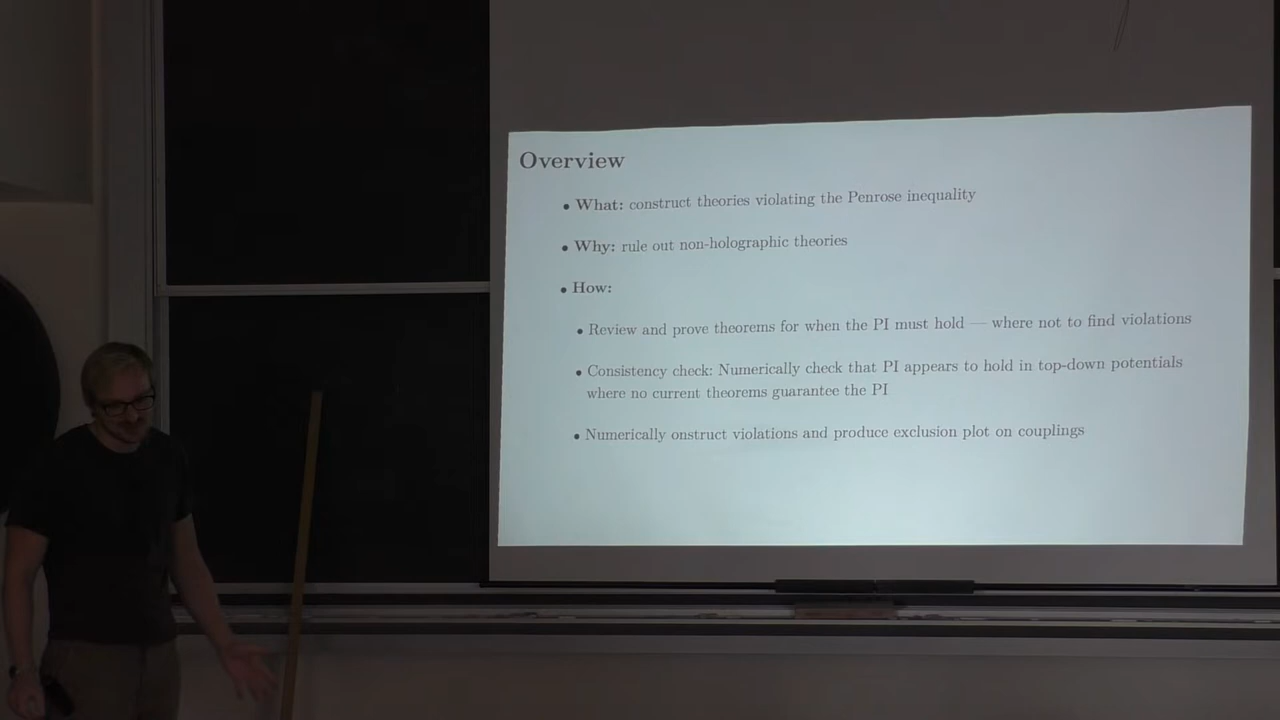 Overview
• What: construct theories violating the Penrose inequality
• Why: rule out non-holographic theories
• How:
• Review and prove theorems for when the PI must hold — where not to find violations
• Consistency check: Numerically check that PI appears to hold in top-down potentials
where no current theorems guarantee the PI
• Numerically onstruct violations and produce exclusion plot on couplings